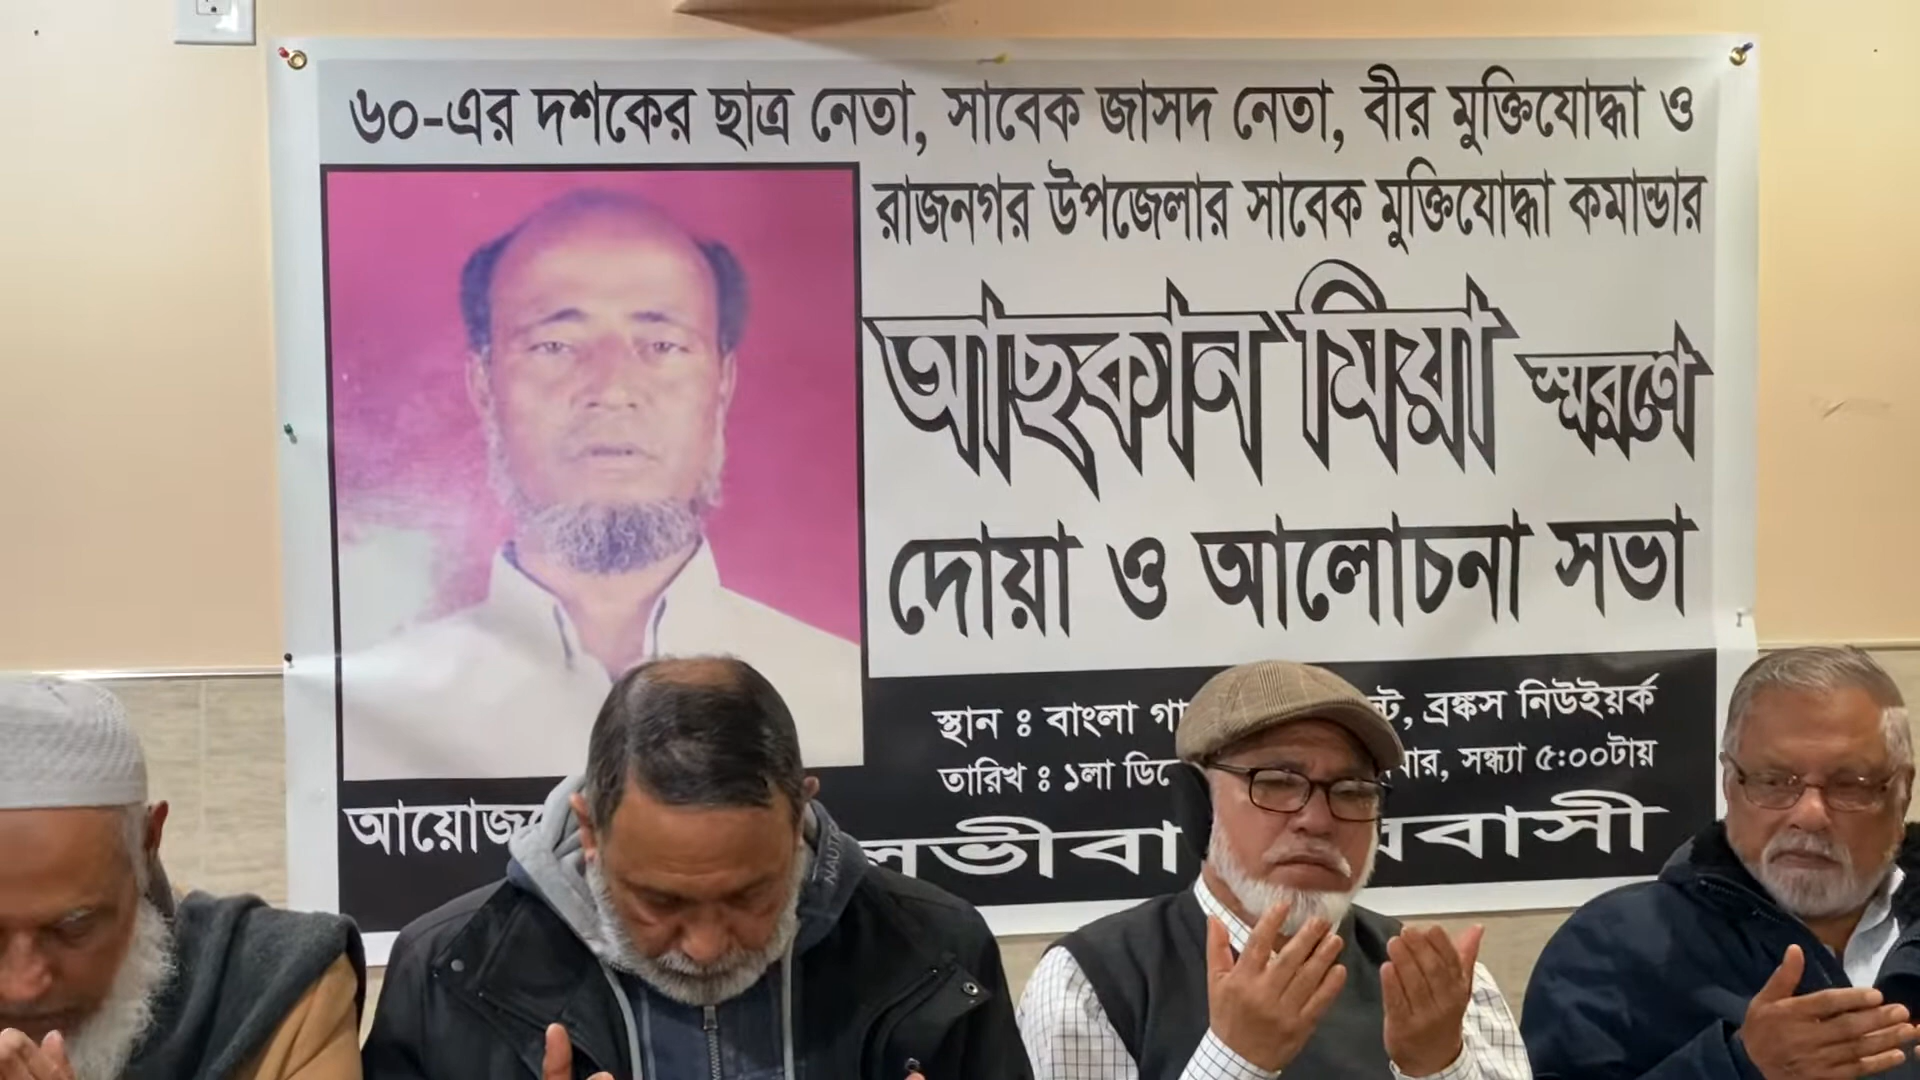 ৬০-এর দশকের ছাত্র নেতা, সাবেক জাসদ নেতা, বীর মুক্তিযোদ্ধা ও
রাজনগর উপজেলার সাবেক মুক্তিযোদ্ধা কমান্ডার
আছকান মিয়া স্মরণে
দোয়া ও আলোচনা সভা
স্থান ঃ বাংলা , ব্রঙ্কস নিউইয়র্ক
তারিখ ঃ ১লা সন্ধ্যা ৫:০০টায়